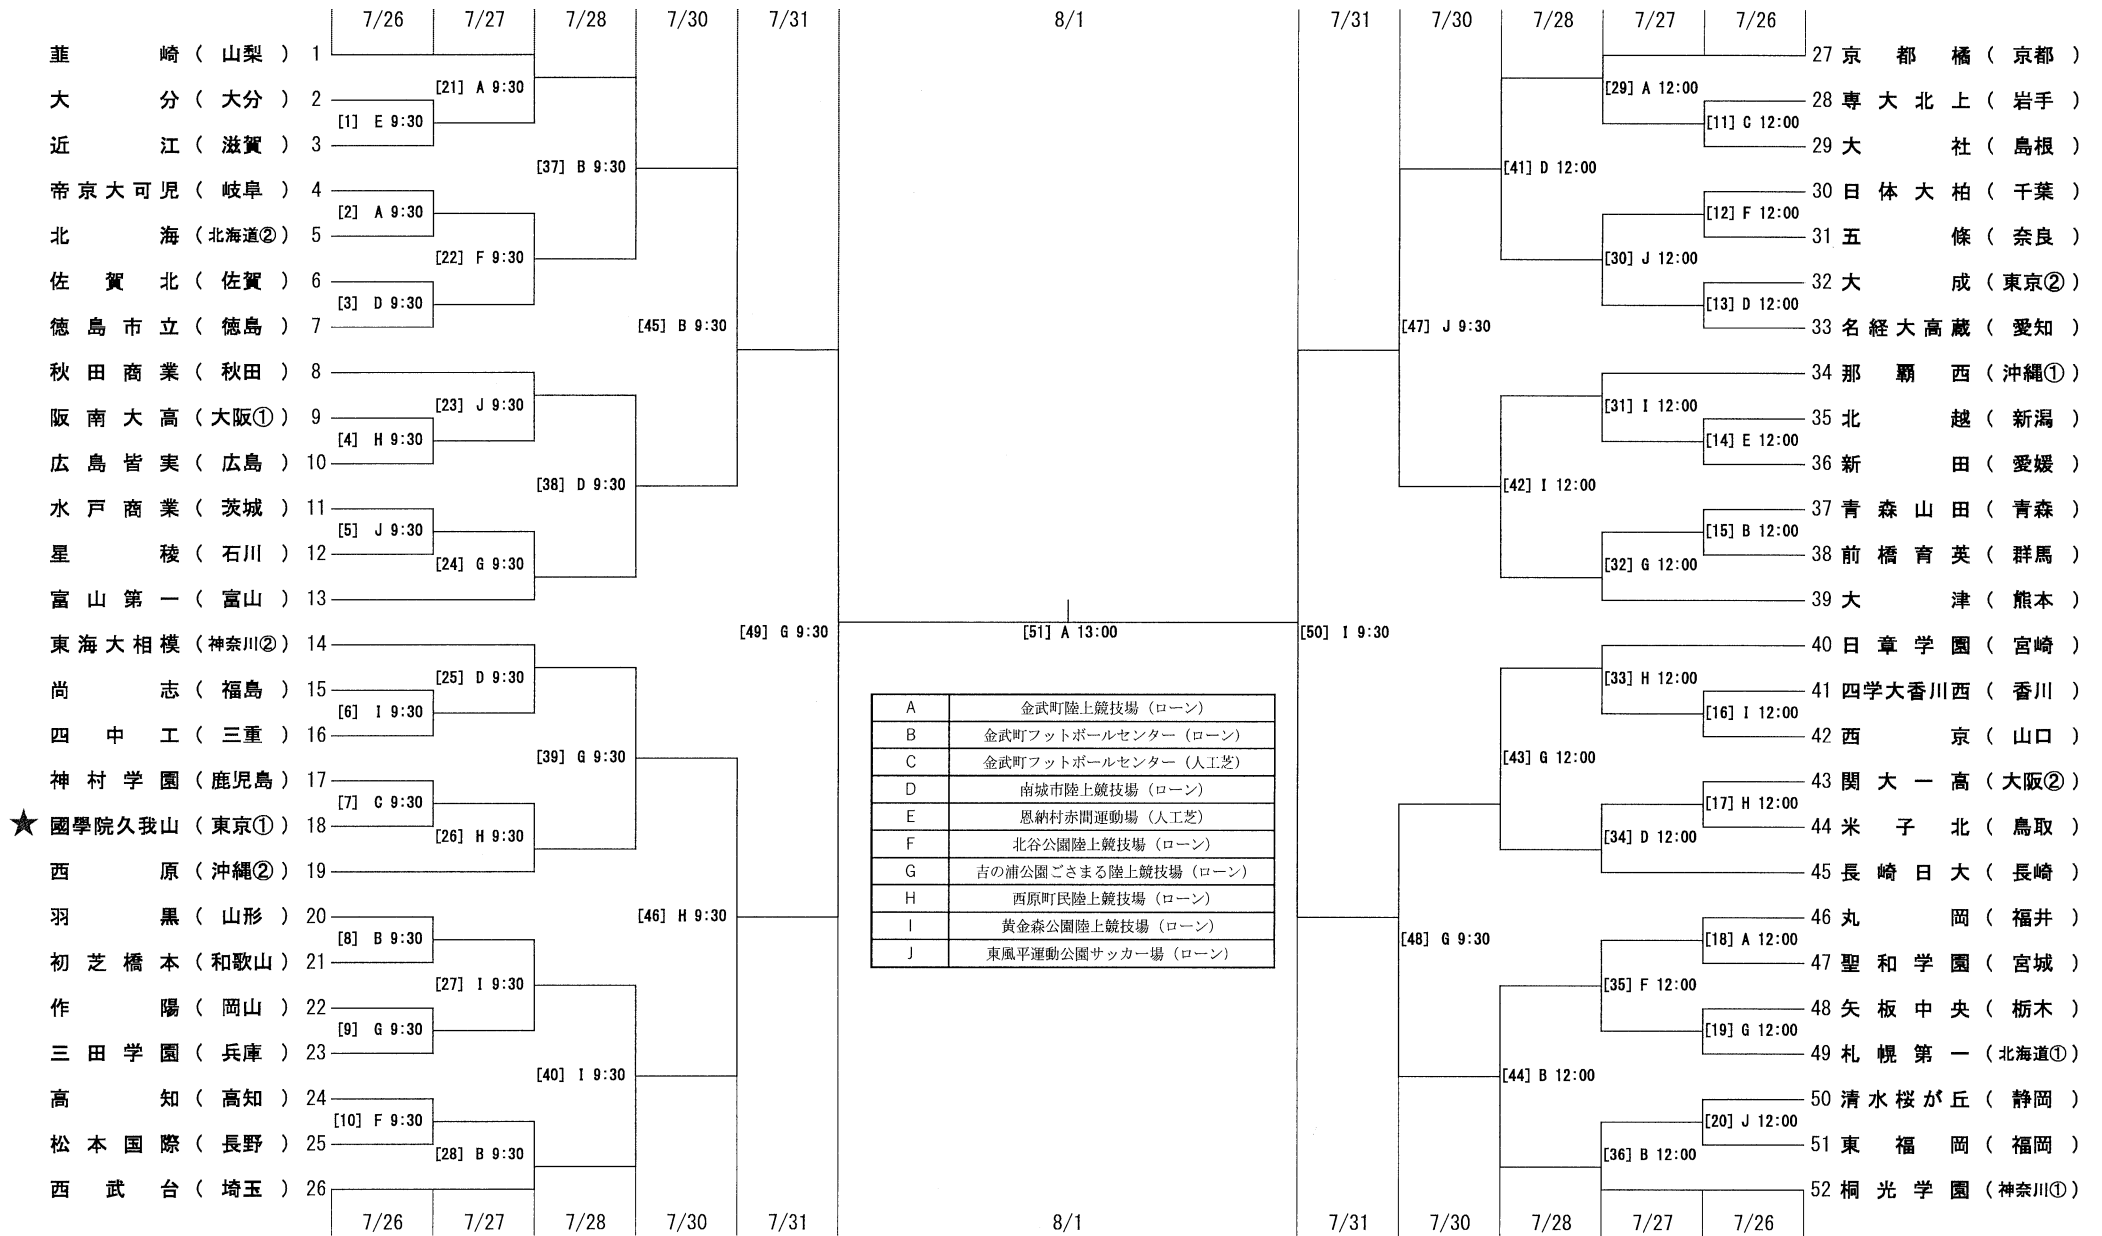 7/26 7/27 7/28 7/30 7/31 8/1 7/31 7/30 7/28 7/27 7/26
韮崎（山梨） 1
[21] A 9:30
大分（大分） 2
[1] E 9:30
近江（滋賀） 3
[37] B 9:30
帝京大可児（岐阜） 4
[2] A 9:30
北海（北海道②） 5
[22] F 9:30
佐賀北（佐賀） 6
[3] D 9:30
徳島市立（徳島） 7
[45] B 9:30
秋田商業（秋田） 8
[23] J 9:30
阪南大高（大阪①） 9
[4] H 9:30
広島皆実（広島） 10
[38] D 9:30
水戸商業（茨城） 11
[5] J 9:30
星稜（石川） 12
[24] G 9:30
富山第一（富山） 13
[49] G 9:30
東海大相模（神奈川②） 14
[25] D 9:30
尚志（福島） 15
[6] I 9:30
四中工（三重） 16
[39] G 9:30
神村学園（鹿児島） 17
[7] C 9:30
★ 國學院久我山（東京①） 18
[26] H 9:30
西原（沖縄②） 19
羽黒（山形） 20
[46] H 9:30
[8] B 9:30
初芝橋本（和歌山） 21
[27] I 9:30
作陽（岡山） 22
[9] G 9:30
三田学園（兵庫） 23
[40] I 9:30
高知（高知） 24
[10] F 9:30
松本国際（長野） 25
[28] B 9:30
西武台（埼玉） 26
[51] A 13:00
A 金武町陸上競技場（ローン）
B 金武町フットボールセンター（ローン）
C 金武町フットボールセンター（人工芝）
D 南城市陸上競技場（ローン）
E 恩納村赤間運動場（人工芝）
F 北谷公園陸上競技場（ローン）
G 吉の浦公園ごさまる陸上競技場（ローン）
H 西原町民陸上競技場（ローン）
I 黄金森公園陸上競技場（ローン）
J 東風平運動公園サッカー場（ローン）
27 京都橘（京都）
[29] A 12:00
28 専大北上（岩手）
[11] C 12:00
29 大社（島根）
[41] D 12:00
30 日体大柏（千葉）
[12] F 12:00
31 五條（奈良）
[30] J 12:00
32 大成（東京②）
[13] D 12:00
33 名経大高蔵（愛知）
[47] J 9:30
34 那覇西（沖縄①）
[31] I 12:00
35 北越（新潟）
[14] E 12:00
36 新田（愛媛）
[42] I 12:00
37 青森山田（青森）
[15] B 12:00
38 前橋育英（群馬）
[32] G 12:00
39 大津（熊本）
[50] I 9:30
40 日章学園（宮崎）
[33] H 12:00
41 四学大香川西（香川）
[16] I 12:00
42 西京（山口）
[43] G 12:00
43 関大一高（大阪②）
[17] H 12:00
44 米子北（鳥取）
[34] D 12:00
45 長崎日大（長崎）
46 丸岡（福井）
[48] G 9:30
[18] A 12:00
47 聖和学園（宮城）
[35] F 12:00
48 矢板中央（栃木）
[19] G 12:00
49 札幌第一（北海道①）
[44] B 12:00
50 清水桜が丘（静岡）
[20] J 12:00
51 東福岡（福岡）
[36] B 12:00
52 桐光学園（神奈川①）
7/26 7/27 7/28 7/30 7/31 8/1 7/31 7/30 7/28 7/27 7/26